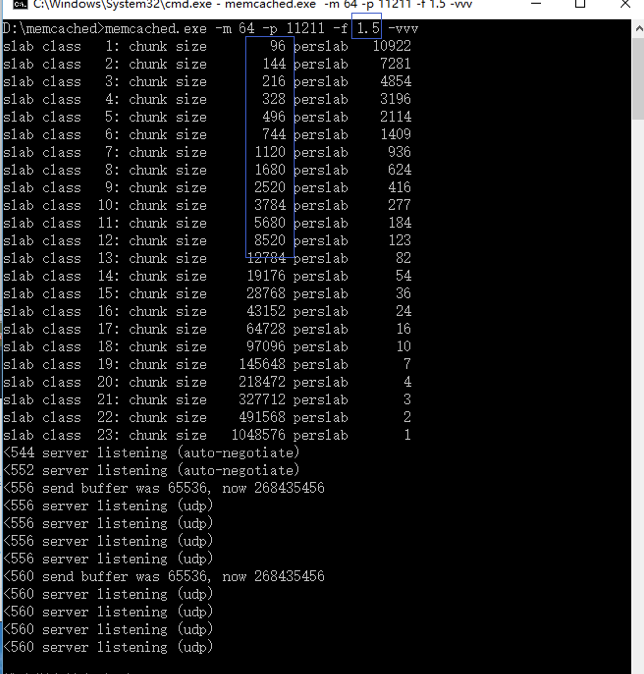 C:\Windows\System32\cmd.exe - memcached.exe -m 64 -p 11211 -f 1.5 -vvv
D:\memcached>memcached.exe -m 64 -p 11211 -f 1.5 -vvv
slab class 1: chunk size 96 perslab 10922
slab class 2: chunk size 144 perslab 7281
slab class 3: chunk size 216 perslab 4854
slab class 4: chunk size 328 perslab 3196
slab class 5: chunk size 496 perslab 2114
slab class 6: chunk size 744 perslab 1409
slab class 7: chunk size 1120 perslab 936
slab class 8: chunk size 1680 perslab 624
slab class 9: chunk size 2520 perslab 416
slab class 10: chunk size 3784 perslab 277
slab class 11: chunk size 5680 perslab 184
slab class 12: chunk size 8520 perslab 123
slab class 13: chunk size 12784 perslab 82
slab class 14: chunk size 19176 perslab 54
slab class 15: chunk size 28768 perslab 36
slab class 16: chunk size 43152 perslab 24
slab class 17: chunk size 64728 perslab 16
slab class 18: chunk size 97096 perslab 10
slab class 19: chunk size 145648 perslab 7
slab class 20: chunk size 218472 perslab 4
slab class 21: chunk size 327712 perslab 3
slab class 22: chunk size 491568 perslab 2
slab class 23: chunk size 1048576 perslab 1
<544 server listening (auto-negotiate)
<552 server listening (auto-negotiate)
<556 send buffer was 65536, now 268435456
<556 server listening (udp)
<556 server listening (udp)
<556 server listening (udp)
<556 server listening (udp)
<560 send buffer was 65536, now 268435456
<560 server listening (udp)
<560 server listening (udp)
<560 server listening (udp)
<560 server listening (udp)